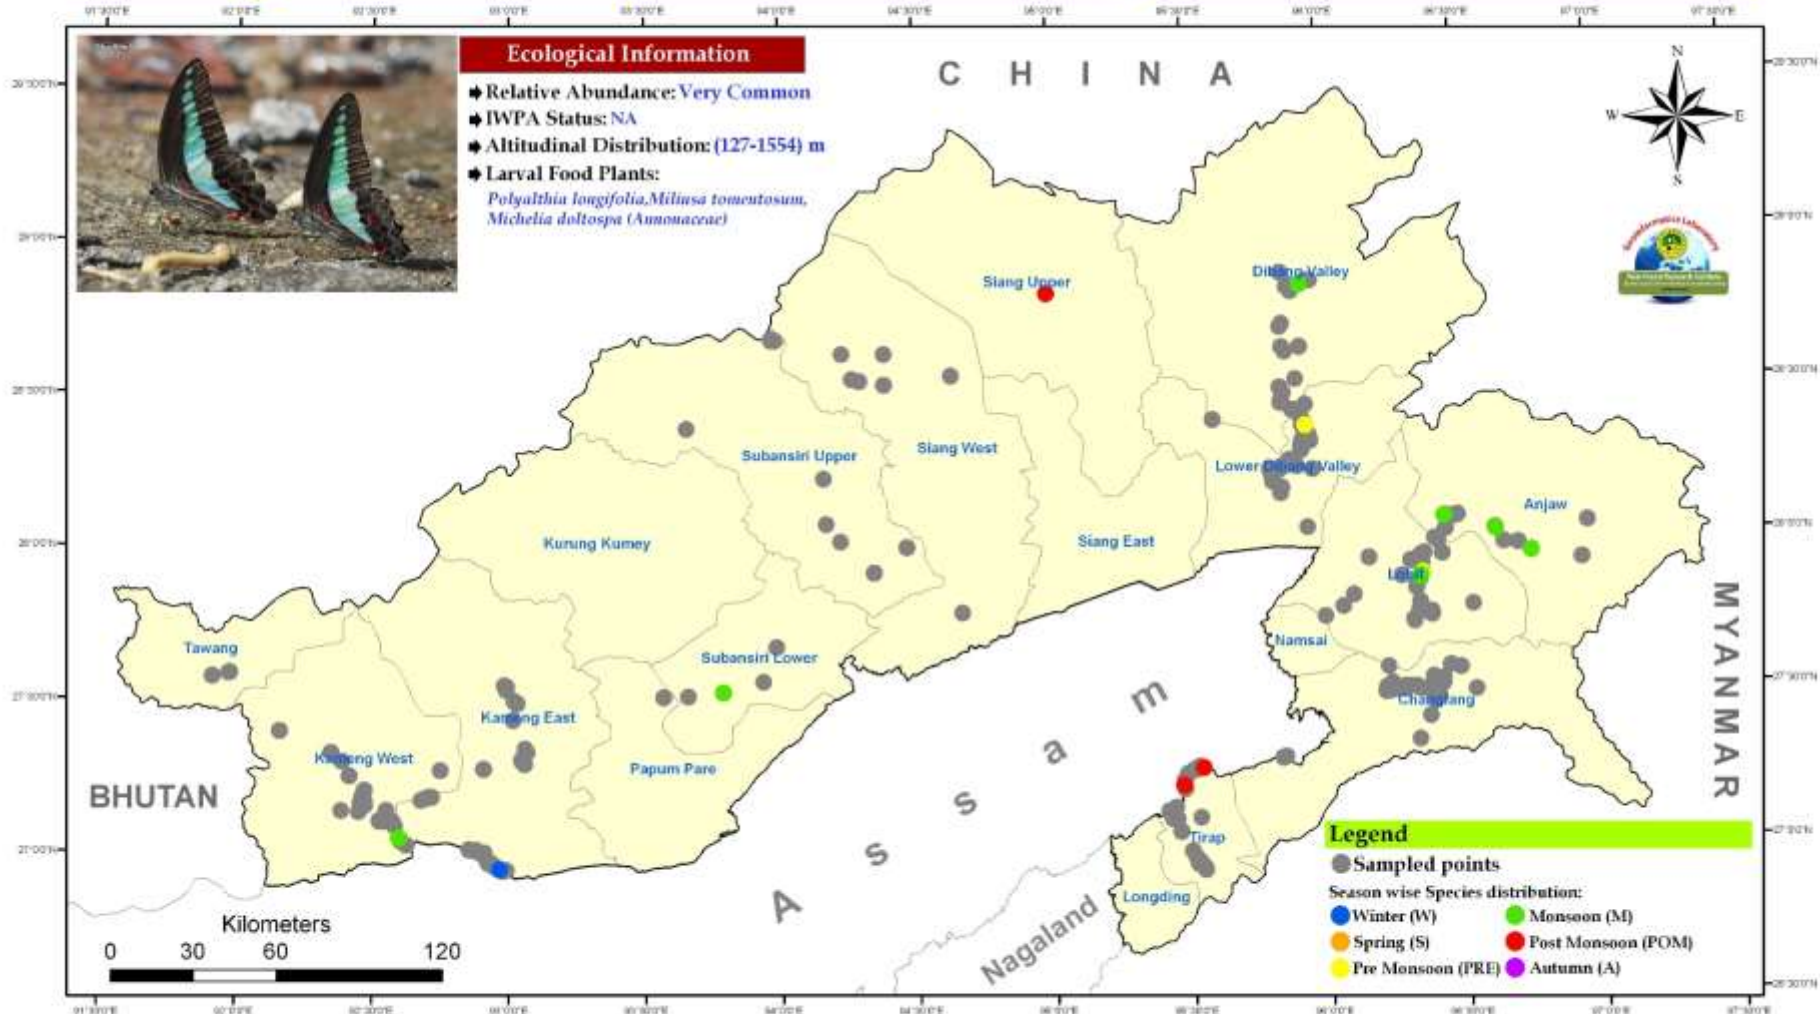 Ecological Information
Relative Abundance: Very Common
IWPA Status: NA
Altitudinal Distribution: (127-1554) m
Larval Food Plants:
Polyalthia longifolia,Miliusa tomentosum,
Michelia doltospa (Annonaceae)
C H I N A
N
W E
S
Siang Upper
Dibang Valley
Subansiri Upper
Siang West
Lower Dibang Valley
Anjaw
Kurung Kumey
Siang East
Lohit
Tawang
Subansiri Lower
Namsai
MYANMAR
Kameng East
Changlang
Kameng West
Papum Pare
BHUTAN
A s s a m
Tirap
Longding
Nagaland
Kilometers
0 30 60 120
Legend
Sampled points
Season wise Species distribution:
Winter (W) Monsoon (M)
Spring (S) Post Monsoon (POM)
Pre Monsoon (PRE) Autumn (A)